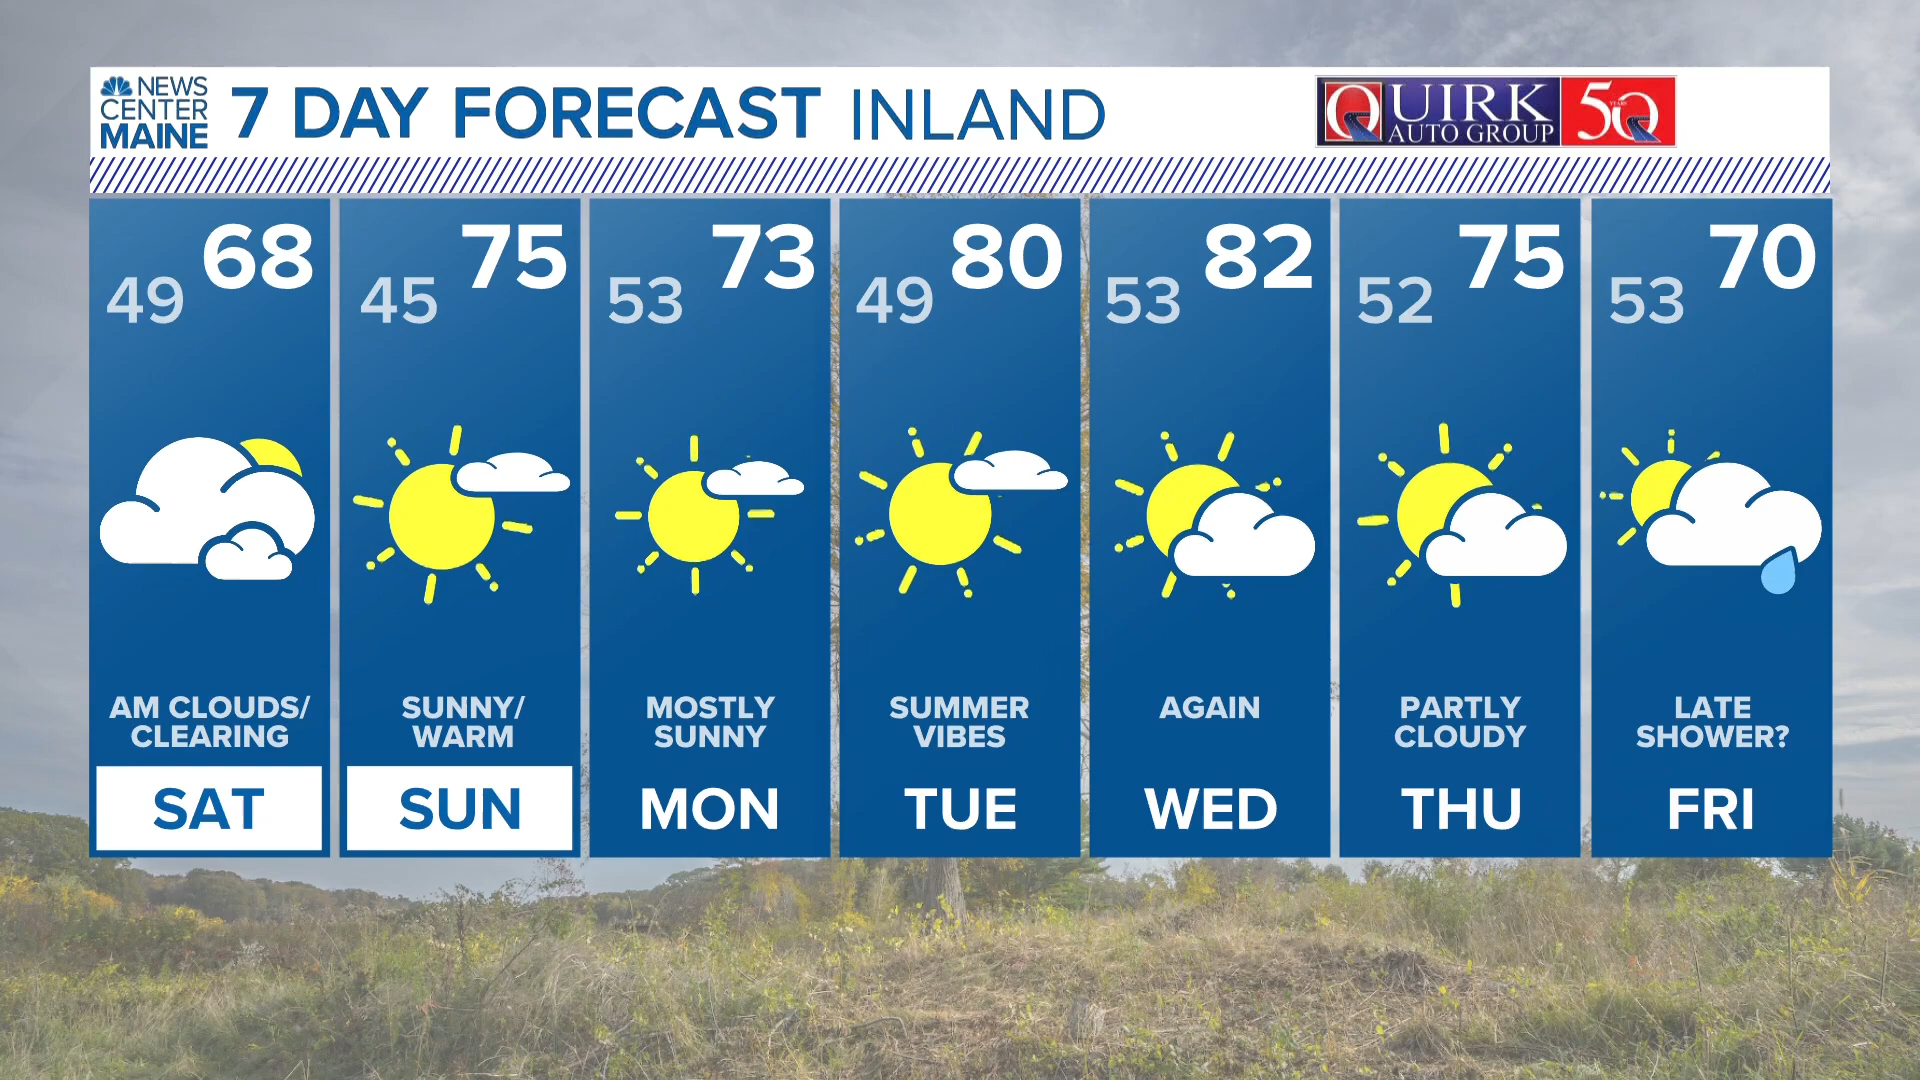 NEWS
CENTER
MAINE
7 DAY FORECAST INLAND
QUIRK
AUTO GROUP
50
YEARS
49 68
45 75
53 73
49 80
53 82
52 75
53 70
AM CLOUDS/
CLEARING
SUNNY/
WARM
MOSTLY
SUNNY
SUMMER
VIBES
AGAIN
PARTLY
CLOUDY
LATE
SHOWER?
SAT
SUN
MON
TUE
WED
THU
FRI